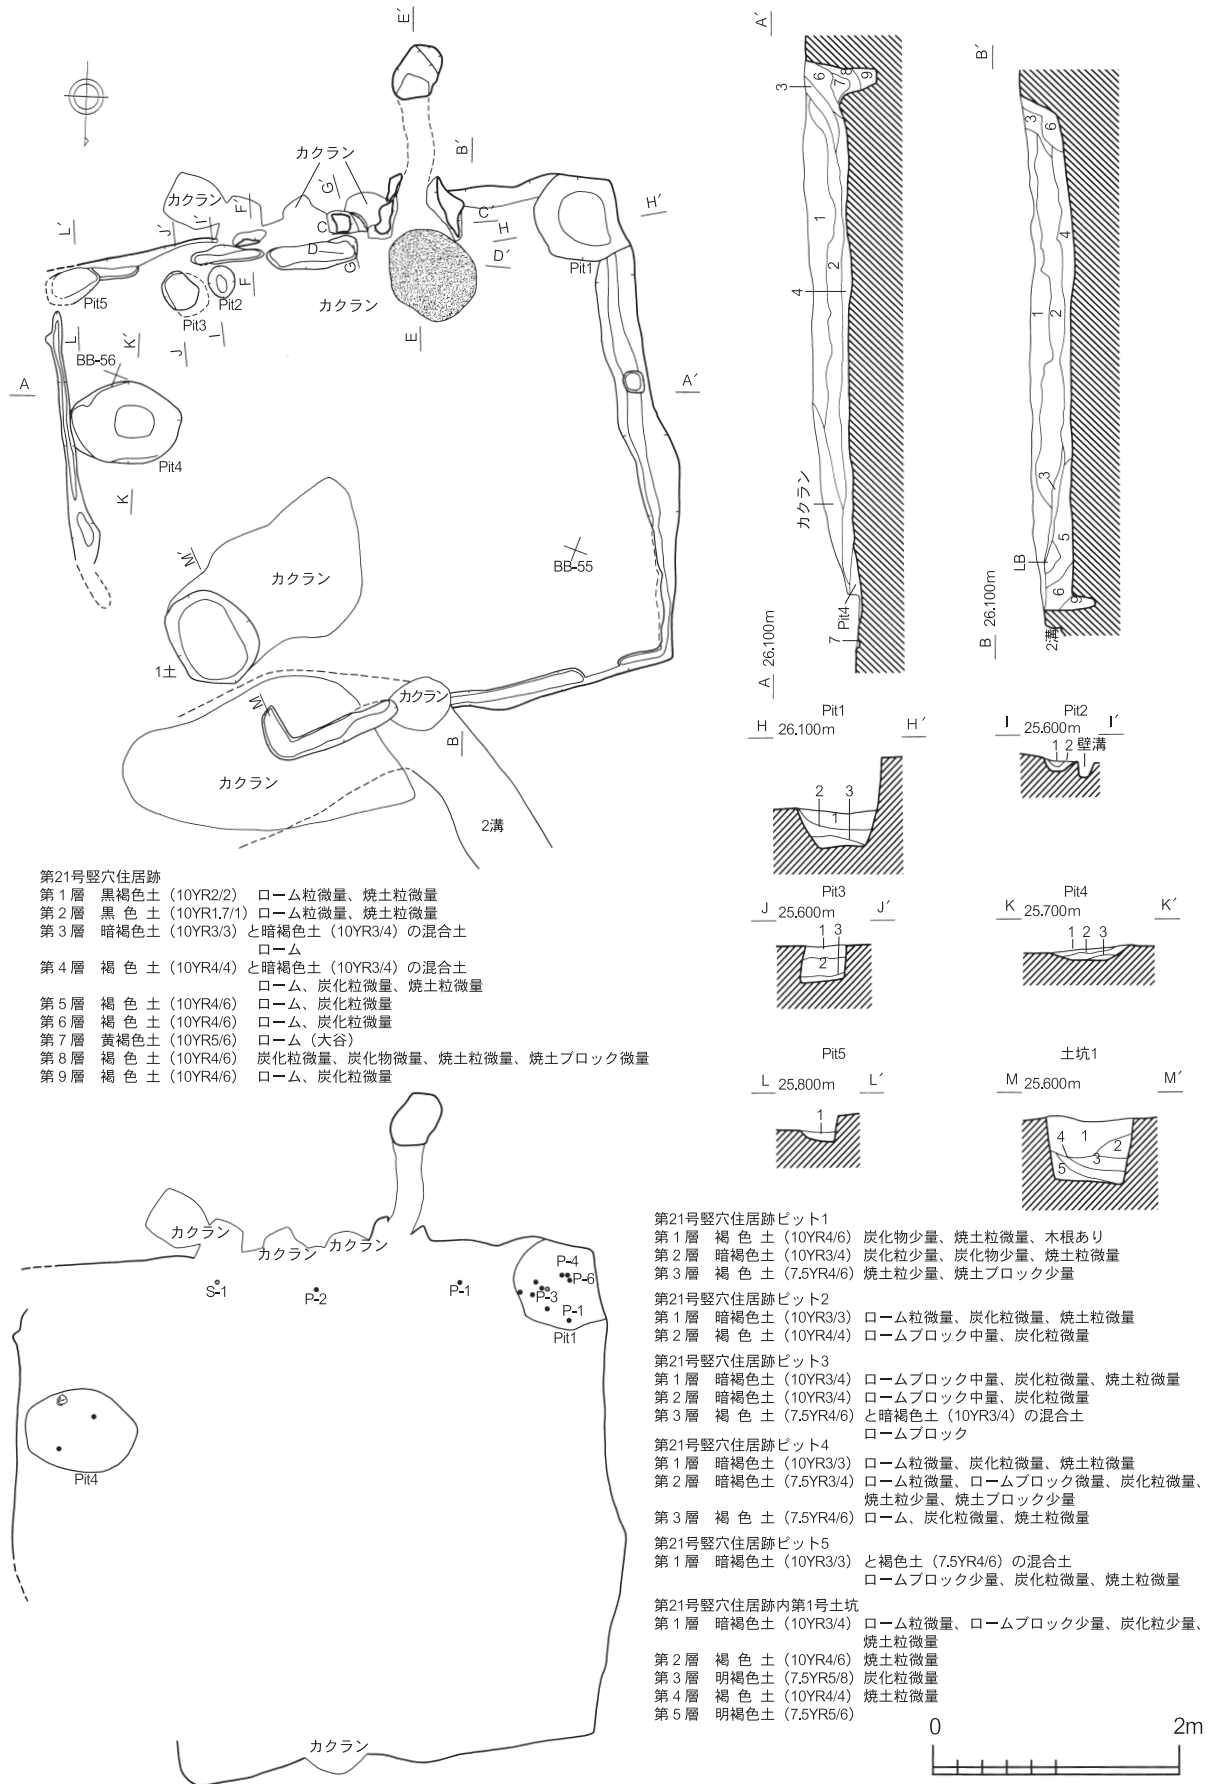 E′
A′
B′
3
6
7
8
9
3
6
カクラン
カクラン
G′
B′
L′
J′
I′
F′
C
C′
H
H′
D
D′
G
Pit1
Pit5
Pit3
Pit2
F
カクラン
L
K′
J
I
E
BB-56
A
A′
Pit4
K
1
2
4
1
2
4
3
5
カクラン
LB
6
9
Pit4
7
2溝
A 26.100m
B 26.100m
M′
カクラン
BB-55
1土
M
カクラン
B
カクラン
2溝
Pit1
H 26.100m H′
2 3
1
Pit2
I 25.600m I′
1 2 壁溝
Pit3
J 25.600m J′
1 3
2
Pit4
K 25.700m K′
1 2 3
Pit5
L 25.800m L′
1
土坑1
M 25.600m M′
4 1 2
3
5
第21号竪穴住居跡
第1層 黒褐色土（10YR2/2） ローム粒微量、焼土粒微量
第2層 黒色土（10YR1.7/1）ローム粒微量、焼土粒微量
第3層 暗褐色土（10YR3/3）と暗褐色土（10YR3/4）の混合土
ローム
第4層 褐色土（10YR4/4）と暗褐色土（10YR3/4）の混合土
ローム、炭化粒微量、焼土粒微量
第5層 褐色土（10YR4/6） ローム、炭化粒微量
第6層 褐色土（10YR4/6） ローム、炭化粒微量
第7層 黄褐色土（10YR5/6） ローム（大谷）
第8層 褐色土（10YR4/6） 炭化粒微量、炭化物微量、焼土粒微量、焼土ブロック微量
第9層 褐色土（10YR4/6） ローム、炭化粒微量
カクラン
カクラン
カクラン
S-1
P-2
P-1
P-4
P-6
P-3
P-1
Pit1
Pit4
カクラン
第21号竪穴住居跡ピット1
第1層 褐色土（10YR4/6）炭化物少量、焼土粒微量、木根あり
第2層 暗褐色土（10YR3/4）炭化粒少量、炭化物少量、焼土粒微量
第3層 褐色土（7.5YR4/6）焼土粒少量、焼土ブロック少量
第21号竪穴住居跡ピット2
第1層 暗褐色土（10YR3/3）ローム粒微量、炭化粒微量、焼土粒微量
第2層 褐色土（10YR4/4）ロームブロック中量、炭化粒微量
第21号竪穴住居跡ピット3
第1層 暗褐色土（10YR3/4）ロームブロック中量、炭化粒微量、焼土粒微量
第2層 暗褐色土（10YR3/4）ロームブロック中量、炭化粒微量
第3層 褐色土（7.5YR4/6）と暗褐色土（10YR3/4）の混合土
ロームブロック
第21号竪穴住居跡ピット4
第1層 暗褐色土（10YR3/3）ローム粒微量、炭化粒微量、焼土粒微量
第2層 暗褐色土（7.5YR3/4）ローム粒微量、ロームブロック微量、炭化粒微量、
焼土粒少量、焼土ブロック少量
第3層 褐色土（7.5YR4/6）ローム、炭化粒微量、焼土粒微量
第21号竪穴住居跡ピット5
第1層 暗褐色土（10YR3/3）と褐色土（7.5YR4/6）の混合土
ロームブロック少量、炭化粒微量、焼土粒微量
第21号竪穴住居跡内第1号土坑
第1層 暗褐色土（10YR3/4）ローム粒微量、ロームブロック少量、炭化粒少量、
焼土粒微量
第2層 褐色土（10YR4/6）焼土粒微量
第3層 明褐色土（7.5YR5/8）炭化粒微量
第4層 褐色土（10YR4/4）焼土粒微量
第5層 明褐色土（7.5YR5/6）
0 2m